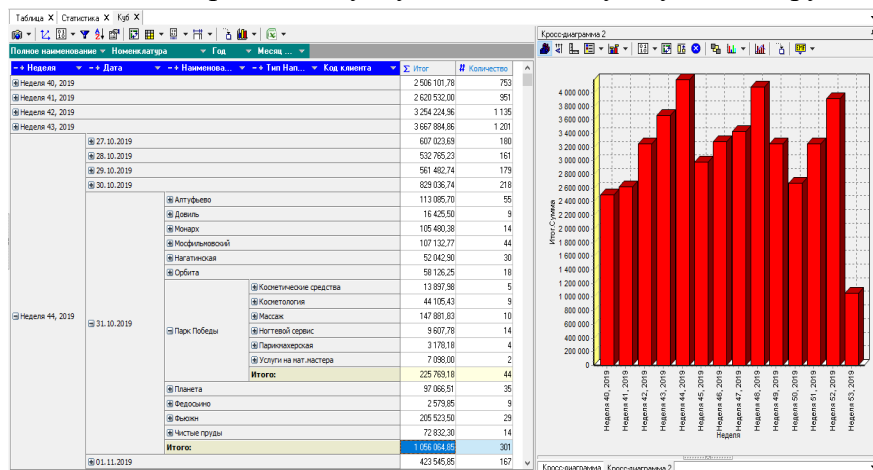 Таблица X Статистика X Куб X
Полное наименование Номенклатура Год Месяц ...
Неделя Дата Наименова... Тип Нап... Код клиента Σ Итог # Количество
Неделя 40, 2019 2 506 101,78 753
Неделя 41, 2019 2 620 532,00 951
Неделя 42, 2019 3 254 224,96 1 135
Неделя 43, 2019 3 667 884,86 1 201
27.10.2019 607 023,69 180
28.10.2019 532 765,23 161
29.10.2019 561 482,74 179
30.10.2019 829 036,74 218
Алтуфьево 113 085,70 55
Довиль 16 425,50 9
Монарх 105 480,38 14
Мосфильмовский 107 132,77 44
Нагатинская 52 042,90 30
Орбита 58 126,25 18
Косметические средства 13 897,98 5
Косметология 44 105,43 9
Неделя 44, 2019 31.10.2019 Парк Победы Массаж 147 881,83 10
Ногтевой сервис 9 607,78 14
Парикмахерская 3 178,18 4
Услуги на мат.мастера 7 098,00 2
Итого: 225 769,18 44
Планета 97 066,51 35
Федосьино 2 579,85 9
Фьюжн 205 523,50 29
Чистые пруды 72 832,30 14
Итого: 1 056 064,85 301
01.11.2019 423 545,85 167
Кросс-диаграмма 2
4 000 000
3 800 000
3 600 000
3 400 000
3 200 000
3 000 000
2 800 000
2 600 000
2 400 000
2 200 000
2 000 000
1 800 000
1 600 000
1 400 000
1 200 000
1 000 000
800 000
600 000
400 000
200 000
0
Итог.Сумма
Неделя 40, 2019
Неделя 41, 2019
Неделя 42, 2019
Неделя 43, 2019
Неделя 44, 2019
Неделя 45, 2019
Неделя 46, 2019
Неделя 47, 2019
Неделя 48, 2019
Неделя 49, 2019
Неделя 50, 2019
Неделя 51, 2019
Неделя 52, 2019
Неделя 53, 2019
Неделя
Кросс-диаграмма Кросс-диаграмма 2